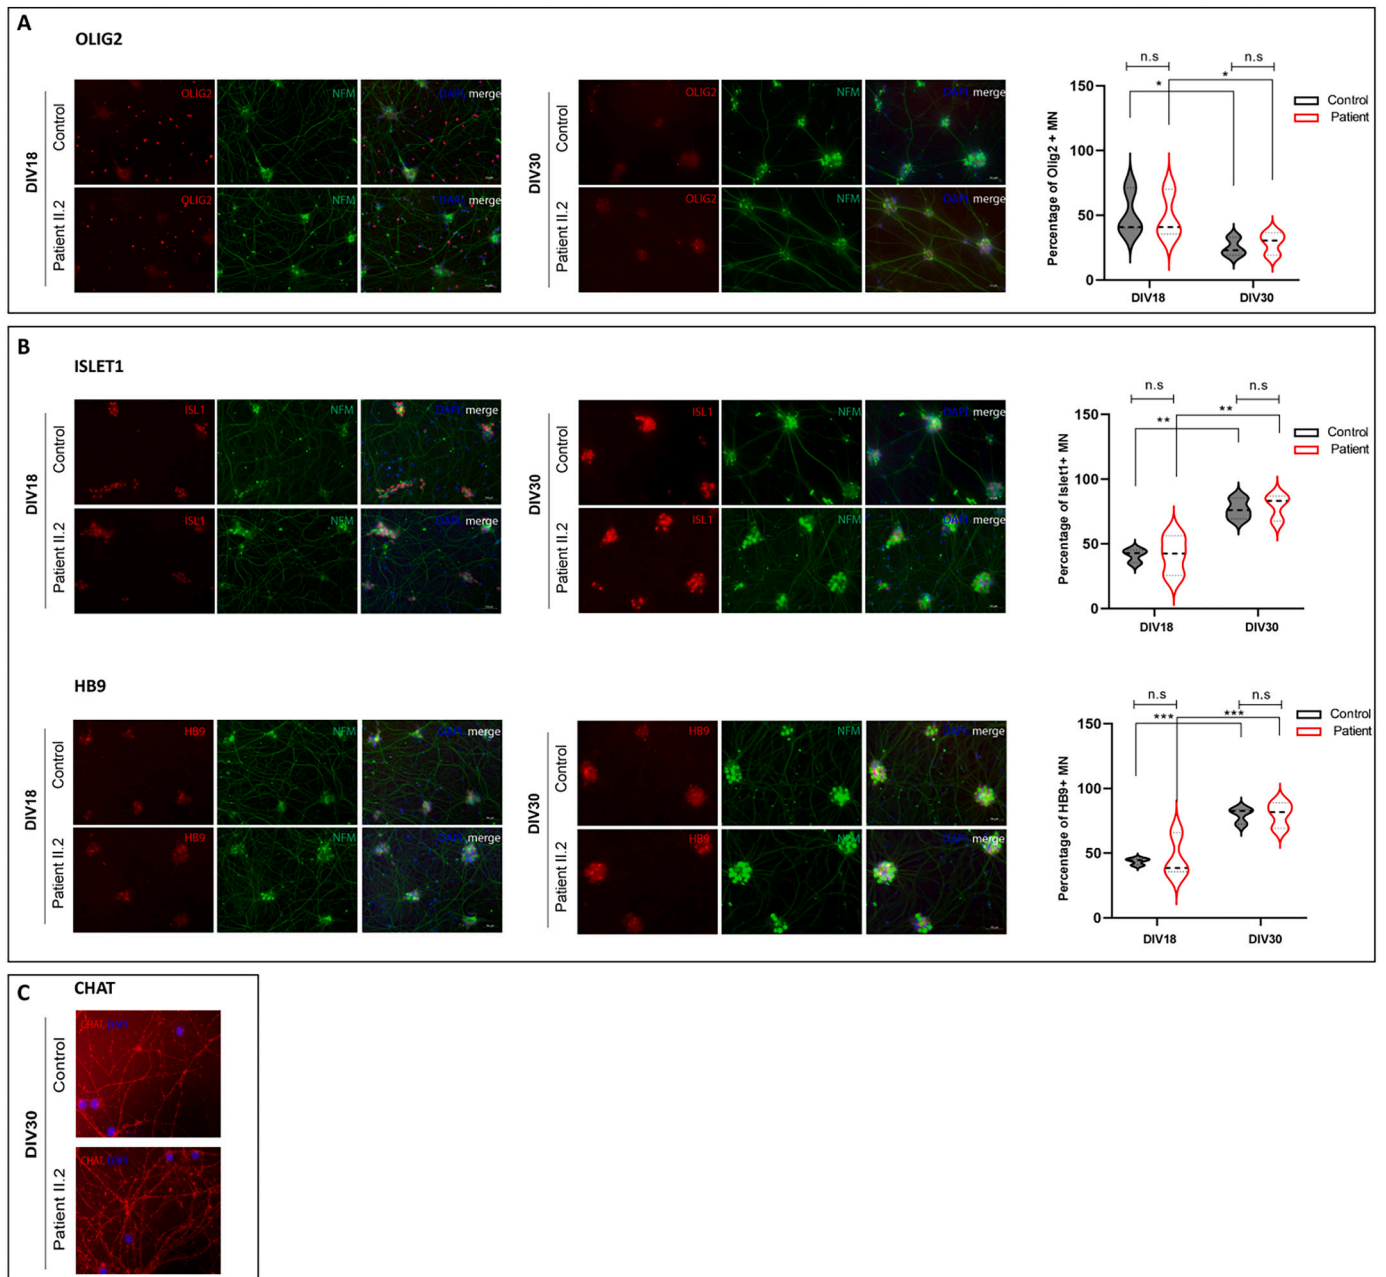 A
OLIG2
DIV18
Control
Patient II.2
OLIG2 NFM DAPI, merge
OLIG2 NFM DAPI, merge
DIV30
Control
Patient II.2
OLIG2 NFM DAPI, merge
OLIG2 NFM DAPI, merge
n.s n.s
* *
Percentage of Olig2 + MN
150
100
50
0
DIV18 DIV30
Control
Patient
B
ISLET1
DIV18
Control
Patient II.2
ISL1 NFM DAPI, merge
ISL1 NFM DAPI, merge
DIV30
Control
Patient II.2
ISL1 NFM DAPI, merge
ISL1 NFM DAPI, merge
n.s n.s
** **
Percentage of Islet1+ MN
150
100
50
0
DIV18 DIV30
Control
Patient
HB9
DIV18
Control
Patient II.2
HB9 NFM DAPI, merge
HB9 NFM DAPI, merge
DIV30
Control
Patient II.2
HB9 NFM DAPI, merge
HB9 NFM DAPI, merge
n.s n.s
*** ***
Percentage of HB9+ MN
150
100
50
0
DIV18 DIV30
Control
Patient
C
CHAT
DIV30
Control
Patient II.2
CHAT, DAPI
CHAT, DAPI